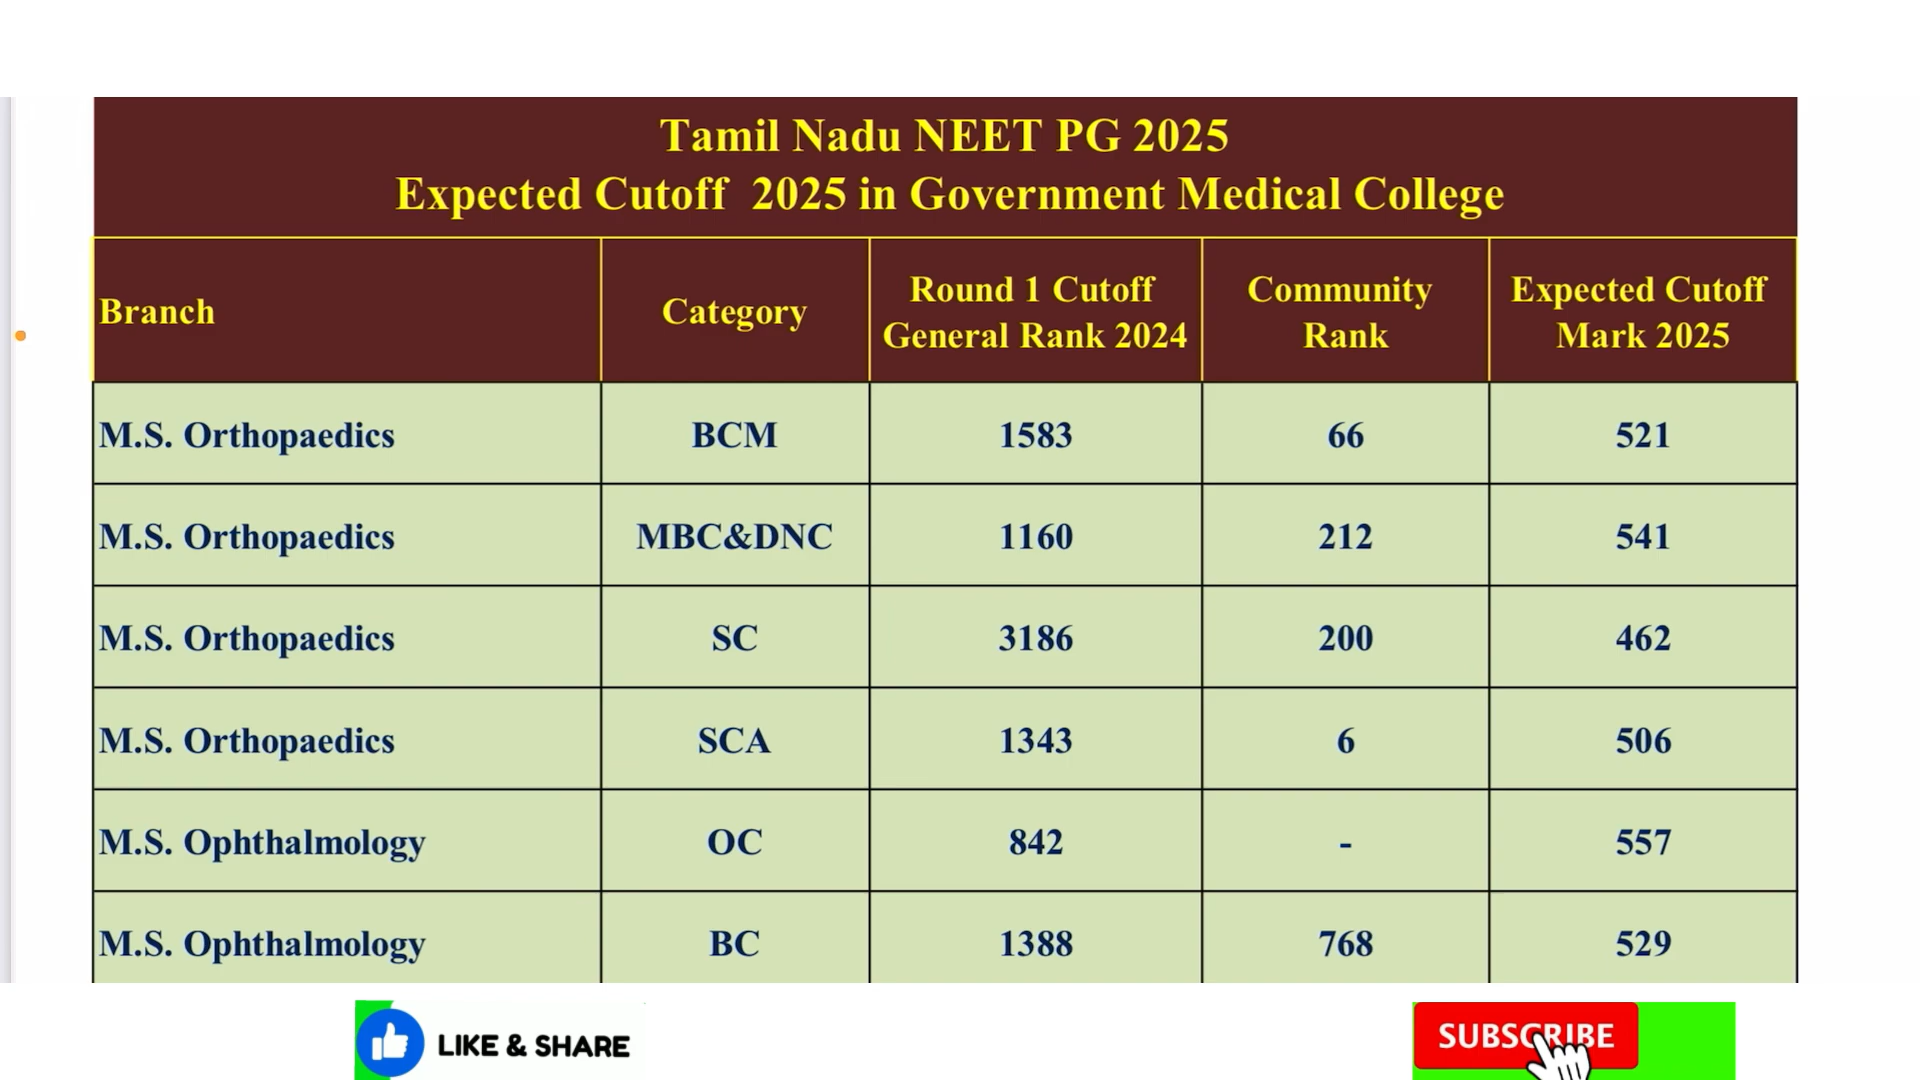 Tamil Nadu NEET PG 2025
Expected Cutoff 2025 in Government Medical College
Branch Category Round 1 Cutoff General Rank 2024 Community Rank Expected Cutoff Mark 2025
M.S. Orthopaedics BCM 1583 66 521
M.S. Orthopaedics MBC&DNC 1160 212 541
M.S. Orthopaedics SC 3186 200 462
M.S. Orthopaedics SCA 1343 6 506
M.S. Ophthalmology OC 842 - 557
M.S. Ophthalmology BC 1388 768 529
LIKE & SHARE SUBSCRIBE